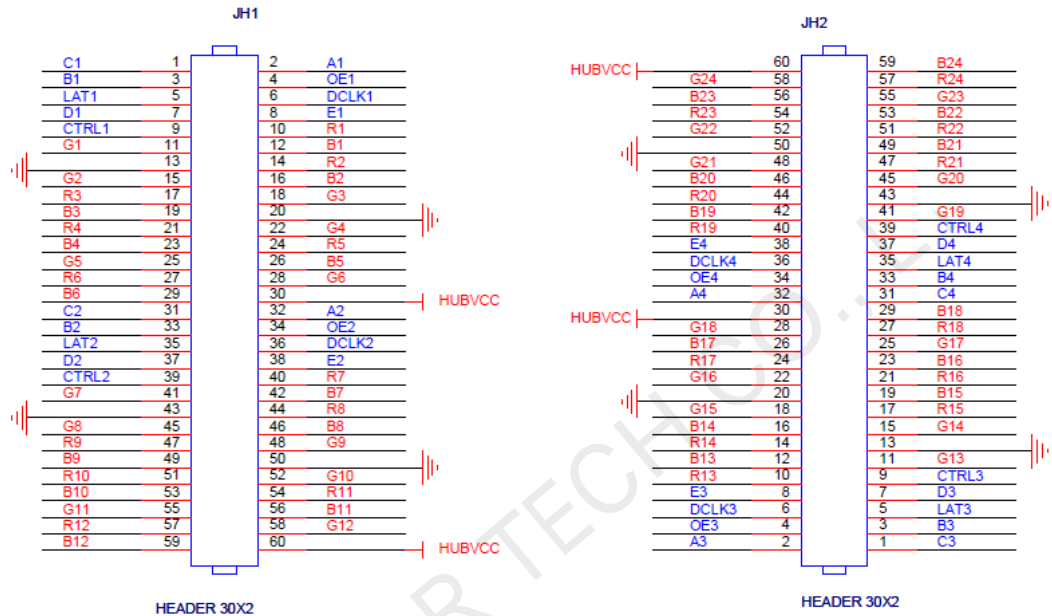 JH1
C1 1 2 A1
B1 3 4 OE1
LAT1 5 6 DCLK1
D1 7 8 E1
CTRL1 9 10 R1
G1 11 12 B1
13 14 R2
G2 15 16 B2
R3 17 18 G3
B3 19 20
R4 21 22 G4
B4 23 24 R5
G5 25 26 B5
R6 27 28 G6
B6 29 30 HUBVCC
C2 31 32 A2
B2 33 34 OE2
LAT2 35 36 DCLK2
D2 37 38 E2
CTRL2 39 40 R7
G7 41 42 B7
43 44 R8
G8 45 46 B8
R9 47 48 G9
B9 49 50
R10 51 52 G10
B10 53 54 R11
G11 55 56 B11
R12 57 58 G12
B12 59 60 HUBVCC
HEADER 30X2
JH2
HUBVCC 60 59 B24
G24 58 57 R24
B23 56 55 G23
R23 54 53 B22
G22 52 51 R22
50 49 B21
G21 48 47 R21
B20 46 45 G20
R20 44 43
B19 42 41 G19
R19 40 39 CTRL4
E4 38 37 D4
DCLK4 36 35 LAT4
OE4 34 33 B4
A4 32 31 C4
HUBVCC 30 29 B18
G18 28 27 R18
B17 26 25 G17
R17 24 23 B16
G16 22 21 R16
20 19 B15
G15 18 17 R15
B14 16 15 G14
R14 14 13
B13 12 11 G13
R13 10 9 CTRL3
E3 8 7 D3
DCLK3 6 5 LAT3
OE3 4 3 B3
A3 2 1 C3
HEADER 30X2
R TECH CO., L